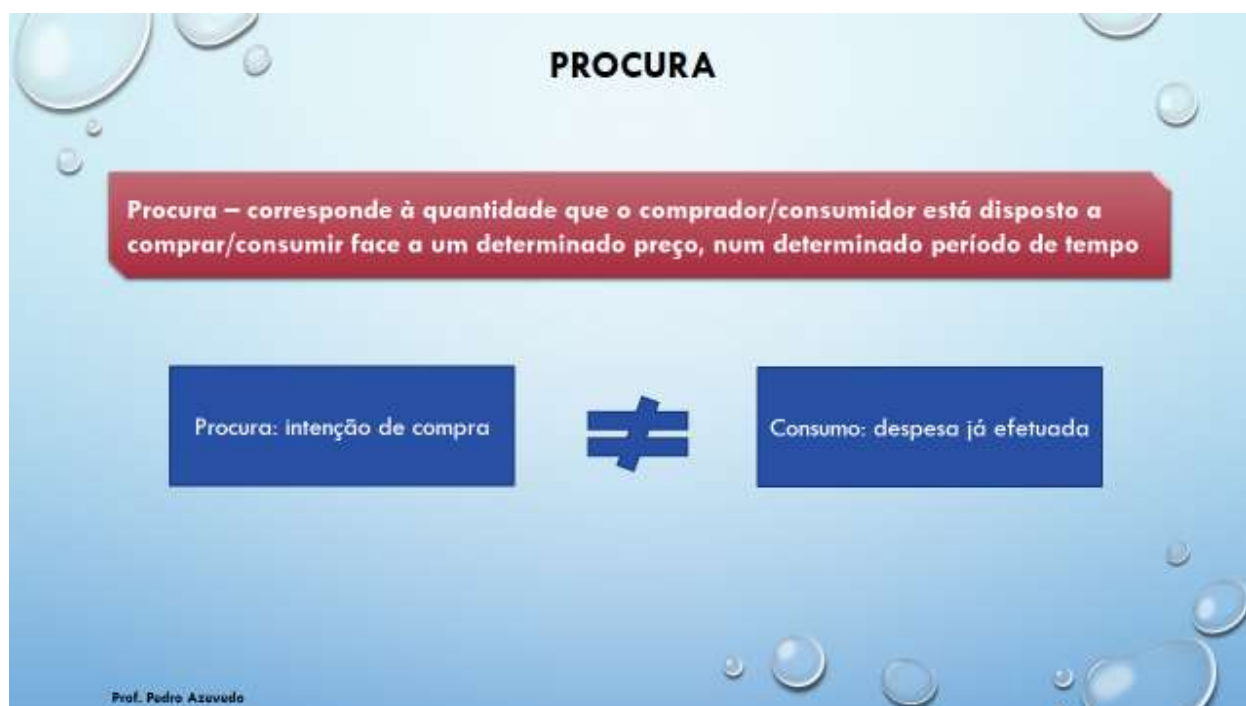 PROCURA
Procura – corresponde à quantidade que o comprador/consumidor está disposto a
comprar/consumir face a um determinado preço, num determinado período de tempo
Procura: intenção de compra
≠
Consumo: despesa já efetuada
Prof. Pedro Azevedo